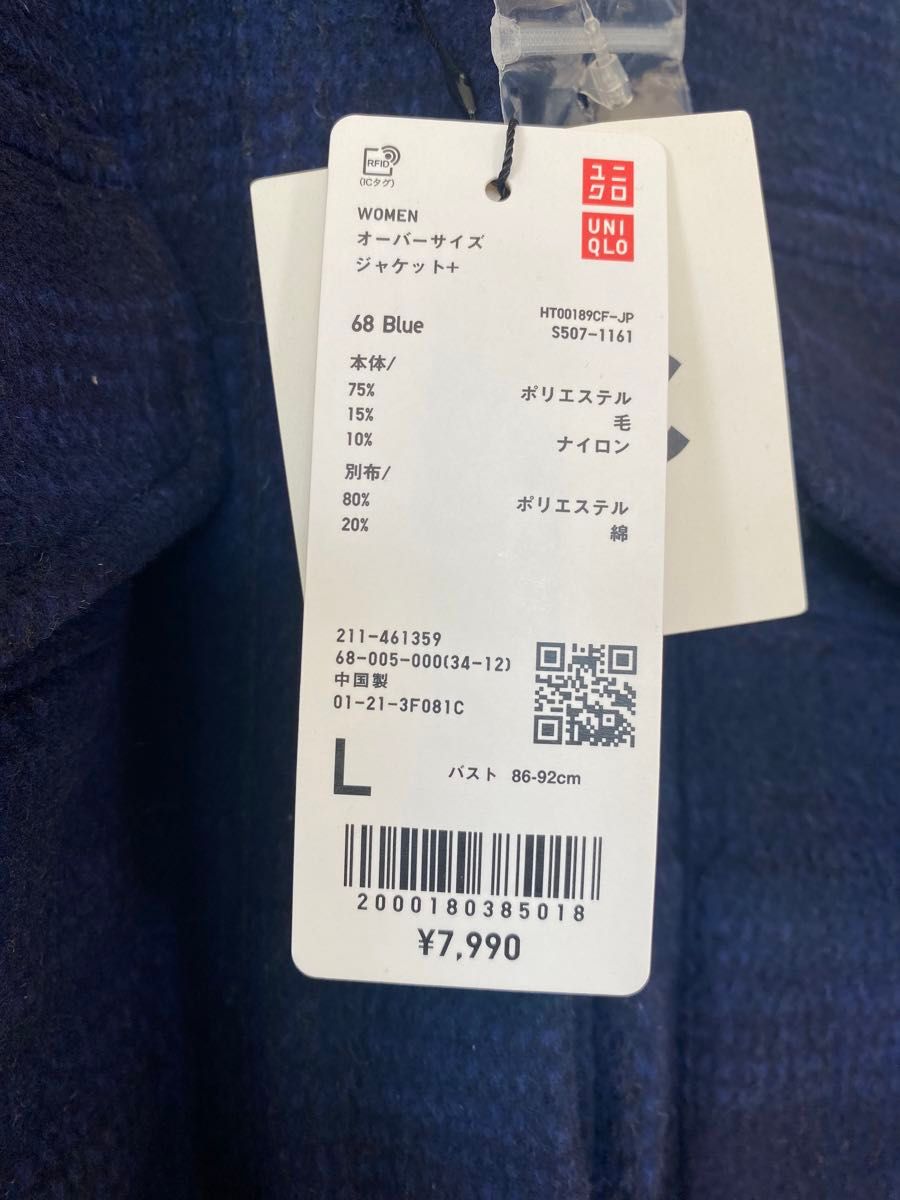 RFID
(ICタグ)
ユニ
クロ
UNI
QLO
WOMEN
オーバーサイズ
ジャケット+
68 Blue
HT00189CF-JP
S507-1161
本体/
75% ポリエステル
15% 毛
10% ナイロン
別布/
80% ポリエステル
20% 綿
211-461359
68-005-000(34-12)
中国製
01-21-3F081C
L バスト 86-92cm
2000180385018
¥7,990